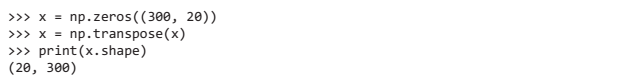 >>> x = np.zeros((300, 20))
>>> x = np.transpose(x)
>>> print(x.shape)
(20, 300)